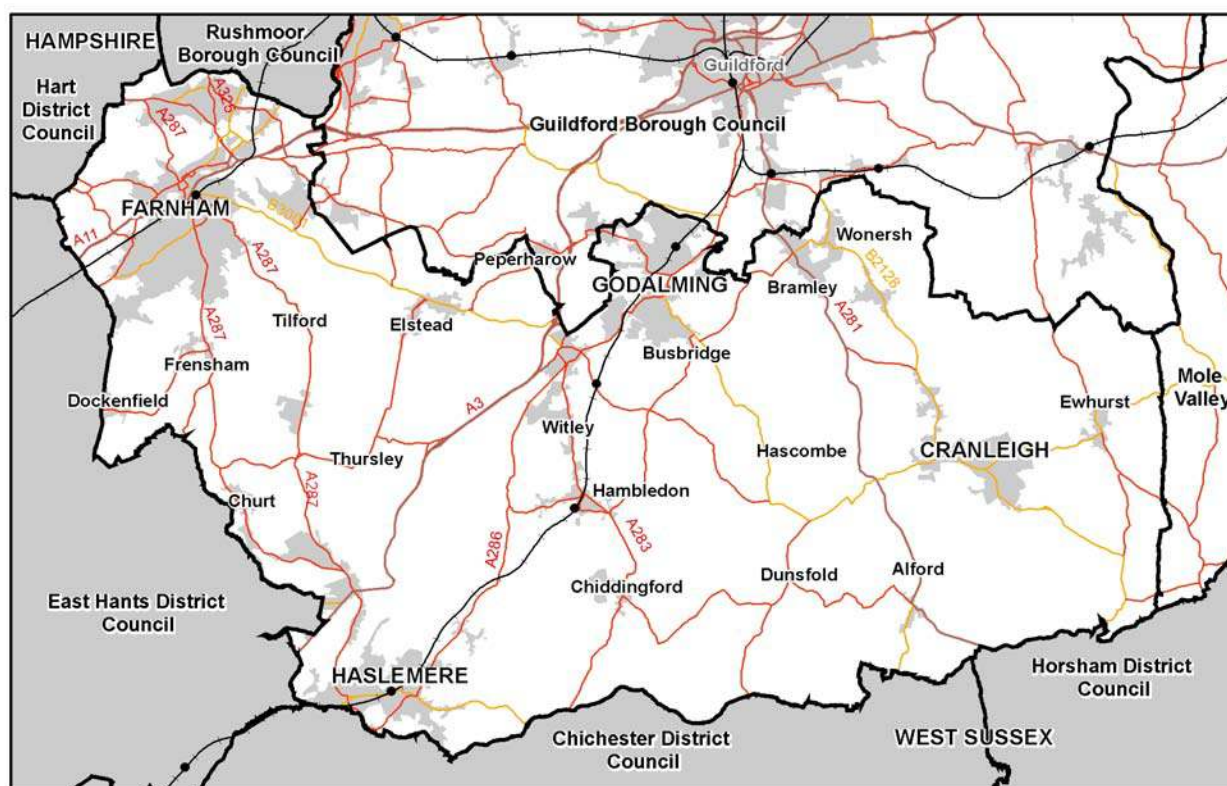 HAMPSHIRE
Rushmoor
Borough Council
Hart
District
Council
A325
A287
Guildford
Guildford Borough Council
FARNHAM
B3001
A11
A287
Peperharow
GODALMING
Wonersh
Bramley
B2128
A281
A287
Tilford
Elstead
Busbridge
Frensham
Dockenfield
A3
Mole
Valley
Ewhurst
Witley
Thursley
Hascombe
CRANLEIGH
Churt
A287
Hambledon
A286
A283
Chiddingford
Dunsfold
Alford
East Hants District
Council
HASLEMERE
Horsham District
Council
Chichester District
Council
WEST SUSSEX